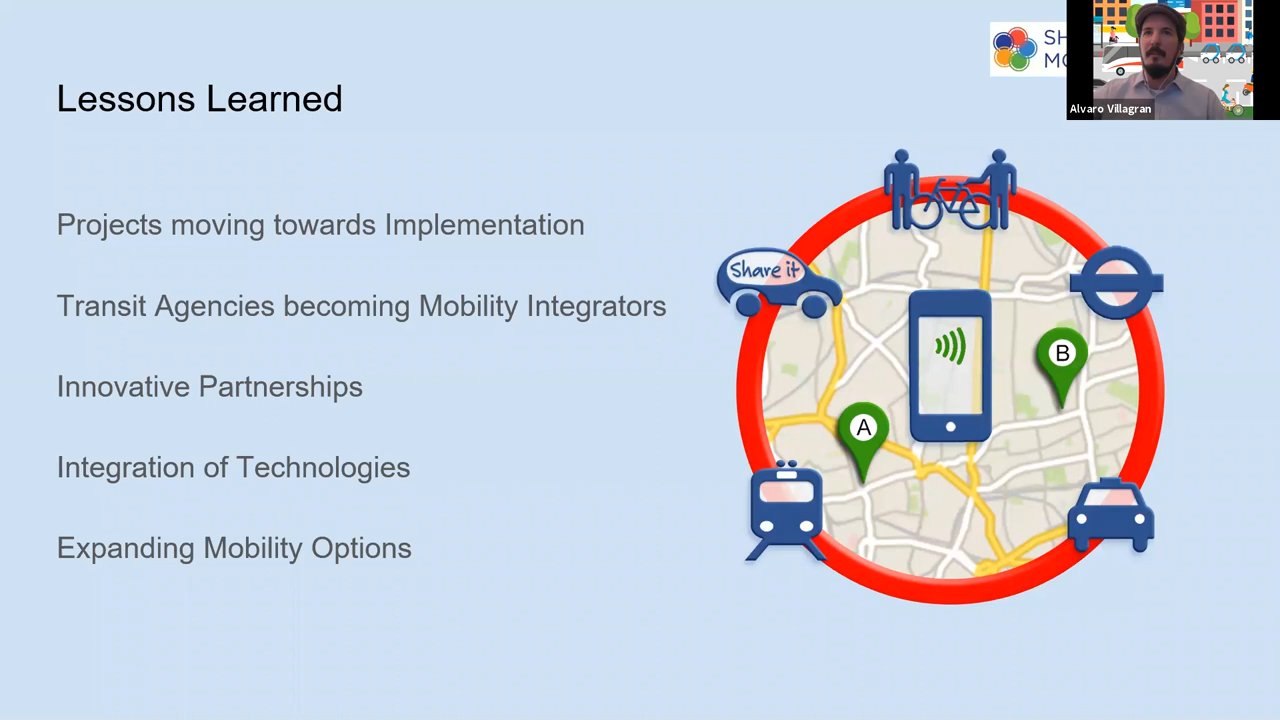 Lessons Learned
Projects moving towards Implementation
Transit Agencies becoming Mobility Integrators
Innovative Partnerships
Integration of Technologies
Expanding Mobility Options
Share it
A
B
Alvaro Villagran